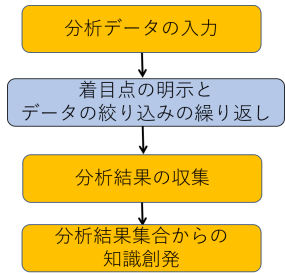 分析データの入力
着目点の明示と
データの絞り込みの繰り返し
分析結果の収集
分析結果集合からの
知識創発